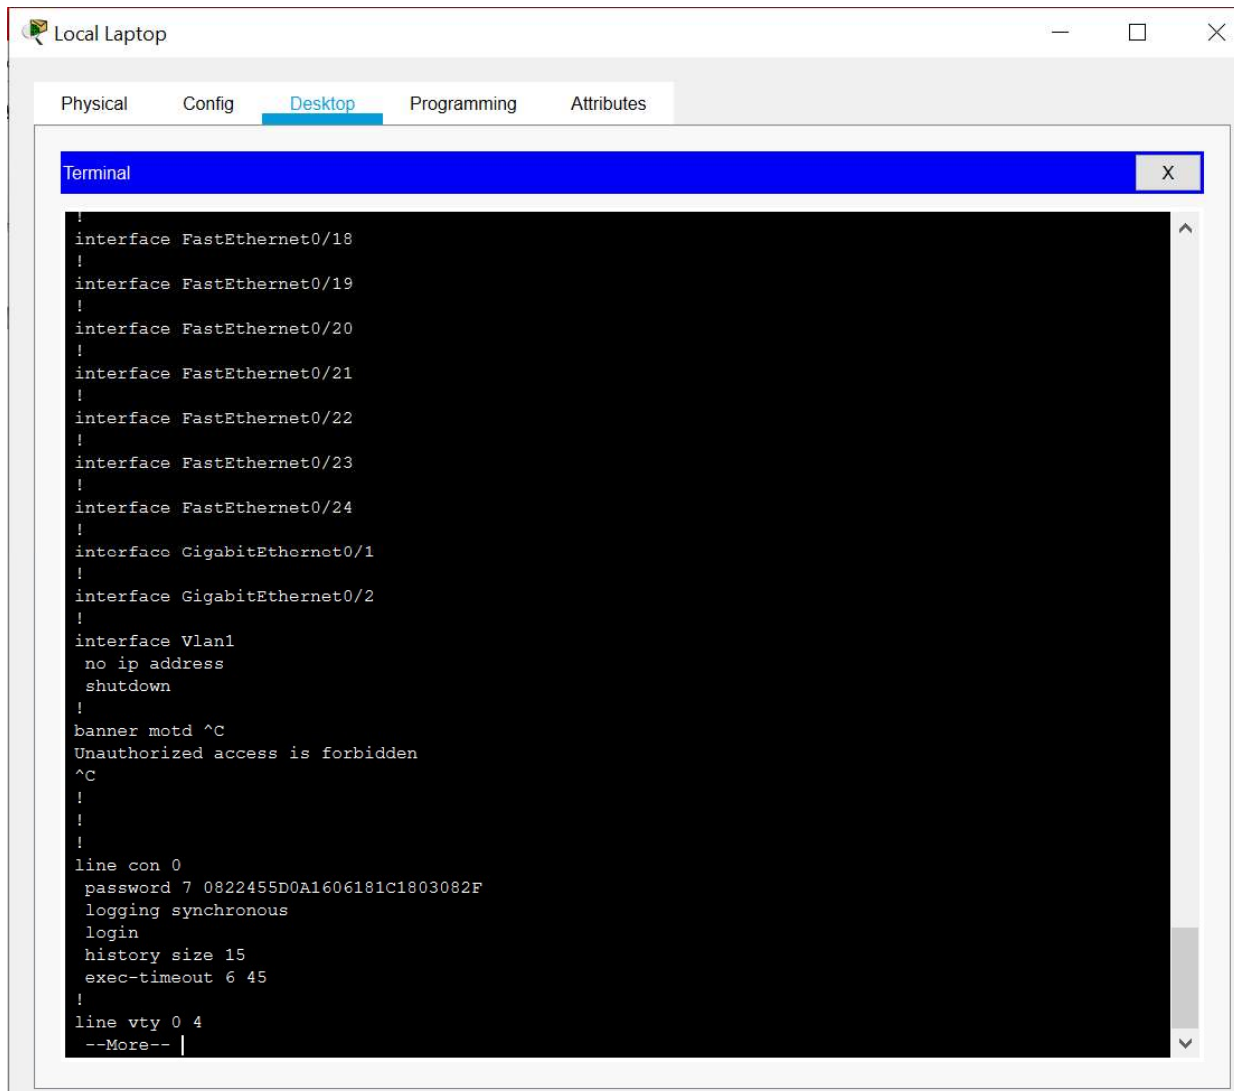 Local Laptop
Physical Config Desktop Programming Attributes
Terminal X
!
interface FastEthernet0/18
!
interface FastEthernet0/19
!
interface FastEthernet0/20
!
interface FastEthernet0/21
!
interface FastEthernet0/22
!
interface FastEthernet0/23
!
interface FastEthernet0/24
!
interface GigabitEthernet0/1
!
interface GigabitEthernet0/2
!
interface Vlan1
 no ip address
 shutdown
!
banner motd ^C
Unauthorized access is forbidden
^C
!
!
!
line con 0
 password 7 0822455D0A1606181C1803082F
 logging synchronous
 login
 history size 15
 exec-timeout 6 45
!
line vty 0 4
 --More--